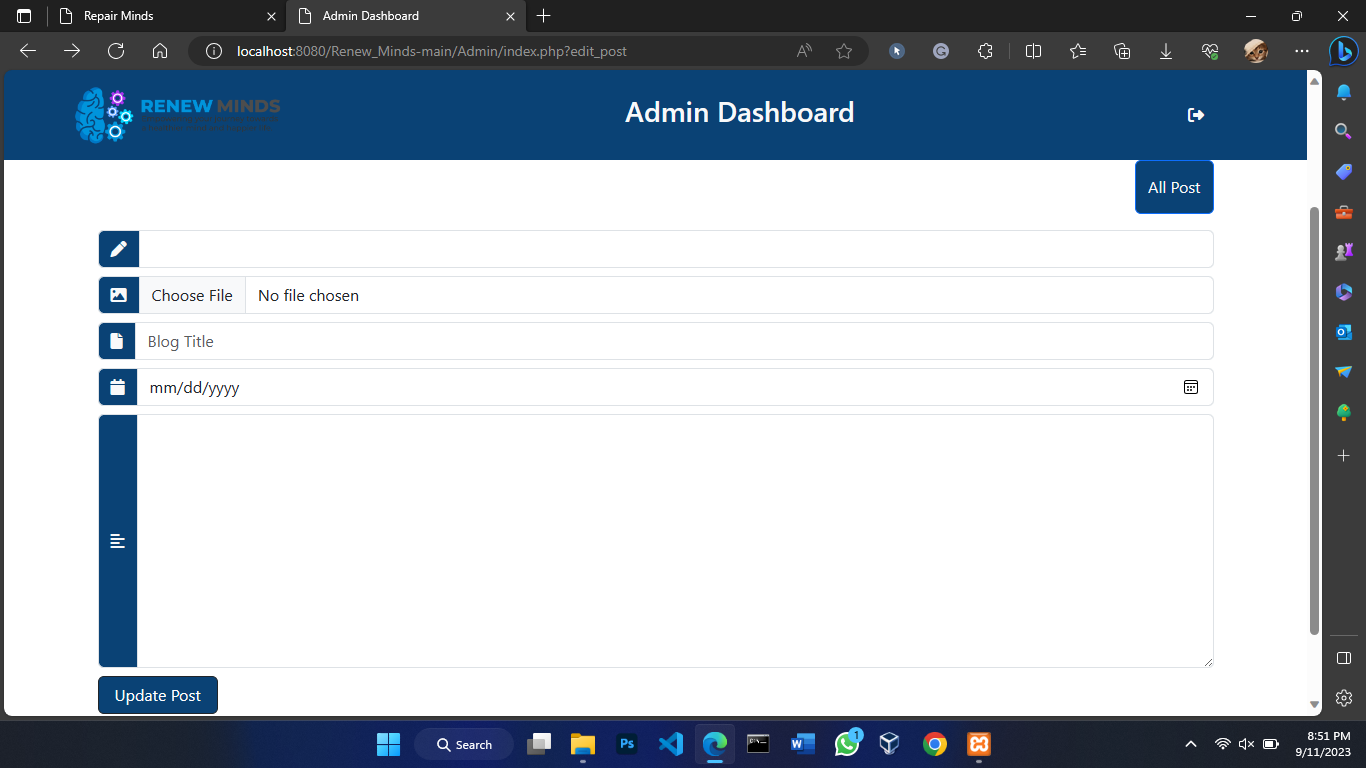 Repair Minds
Admin Dashboard
localhost:8080/Renew_Minds-main/Admin/index.php?edit_post
RENEW MINDS
Admin Dashboard
All Post
Choose File No file chosen
Blog Title
mm/dd/yyyy
Update Post
Search
Ps
1
8:51 PM
9/11/2023